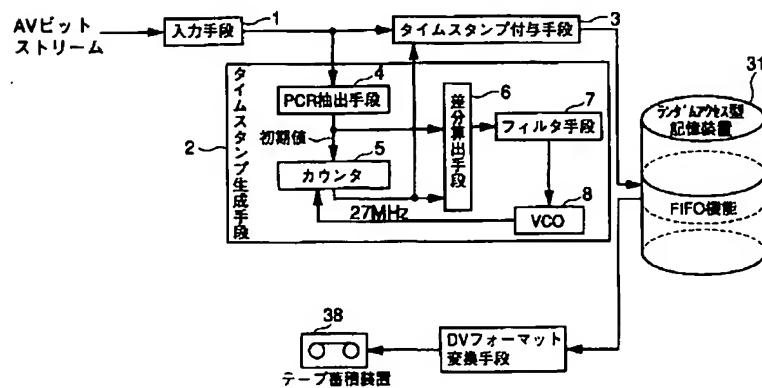 AVビット
ストリーム
入力手段
1
タイムスタンプ付与手段
3
タイムスタンプ生成手段
2
4
PCR抽出手段
初期値
5
カウンタ
27MHz
6
差分算出手段
7
フィルタ手段
8
VCO
31
ランダムアクセス型
記憶装置
FIFO機能
DVフォーマット
変換手段
38
テープ蓄積装置